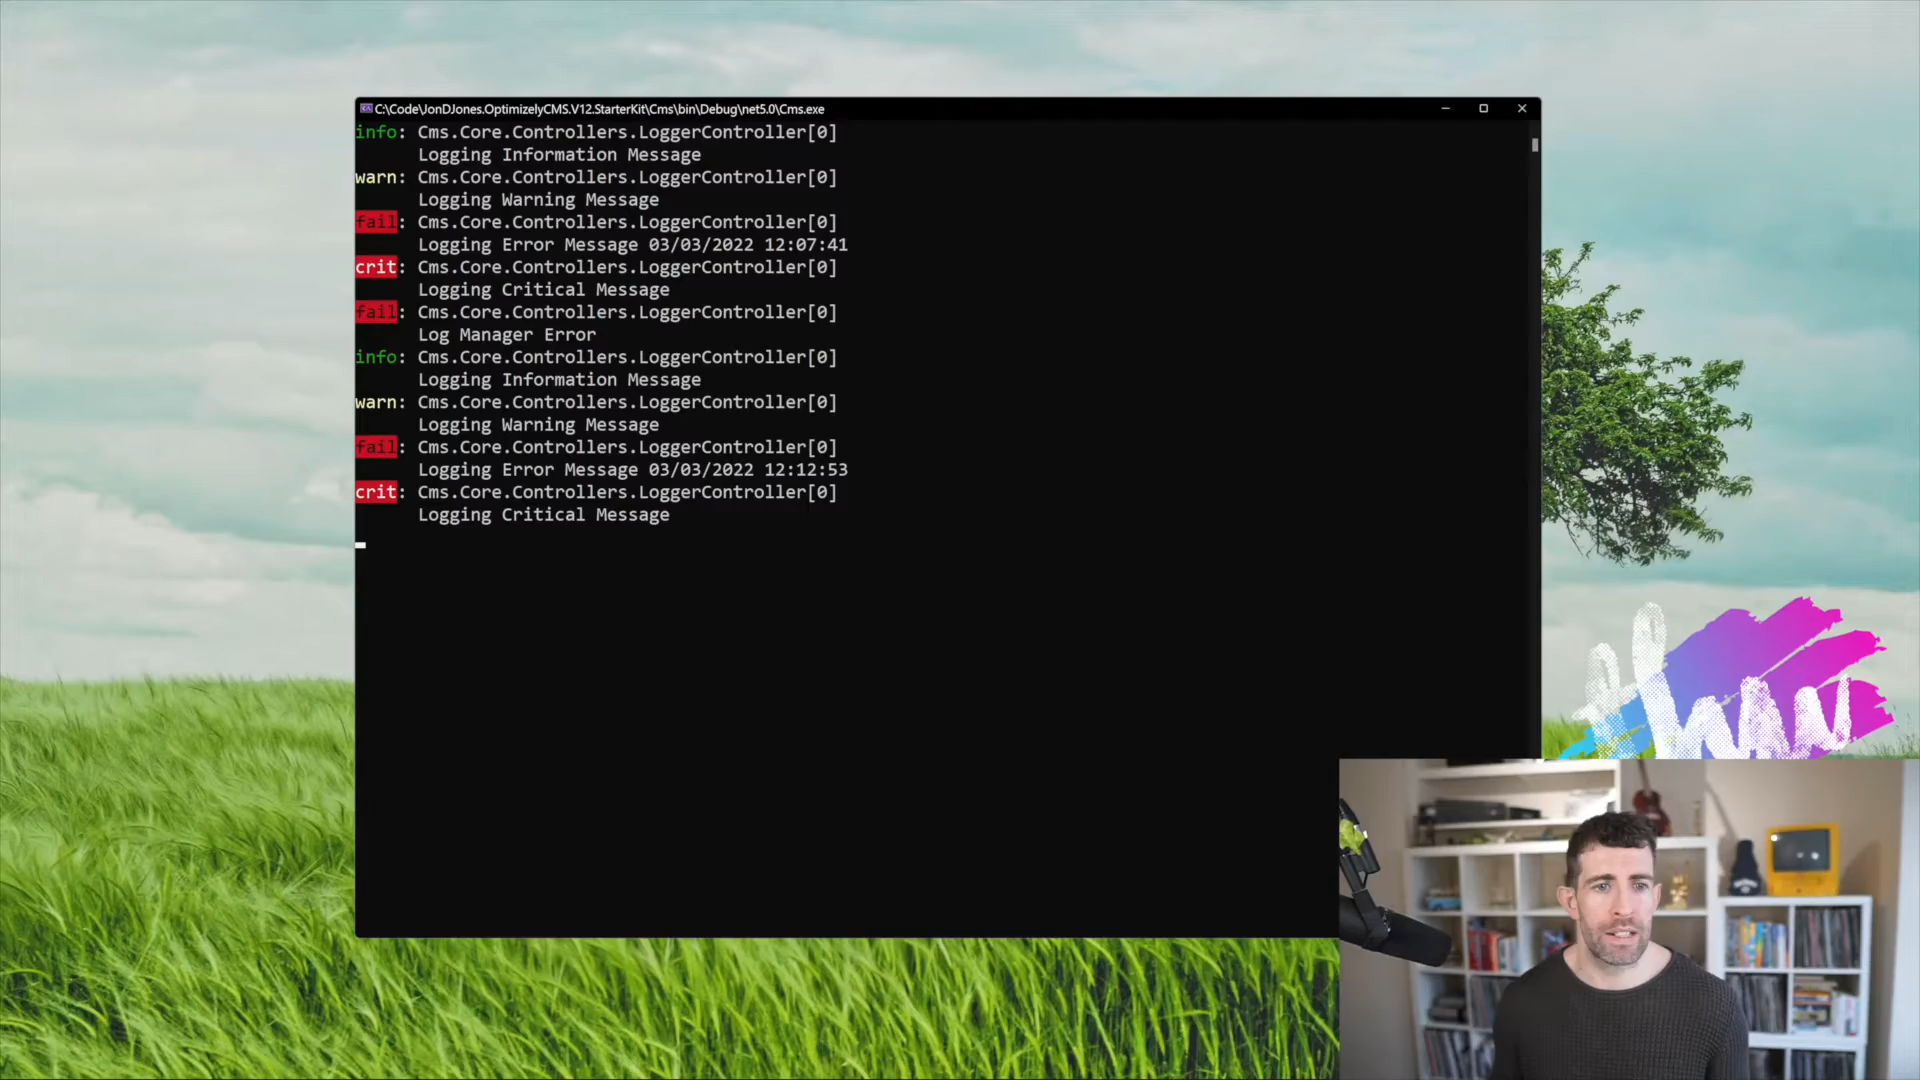 C:\Code\JonDJones.OptimizelyCMS.V12.StarterKit\Cms\bin\Debug\net5.0\Cms.exe
info: Cms.Core.Controllers.LoggerController[0]
Logging Information Message
warn: Cms.Core.Controllers.LoggerController[0]
Logging Warning Message
fail: Cms.Core.Controllers.LoggerController[0]
Logging Error Message 03/03/2022 12:07:41
crit: Cms.Core.Controllers.LoggerController[0]
Logging Critical Message
fail: Cms.Core.Controllers.LoggerController[0]
Log Manager Error
info: Cms.Core.Controllers.LoggerController[0]
Logging Information Message
warn: Cms.Core.Controllers.LoggerController[0]
Logging Warning Message
fail: Cms.Core.Controllers.LoggerController[0]
Logging Error Message 03/03/2022 12:12:53
crit: Cms.Core.Controllers.LoggerController[0]
Logging Critical Message